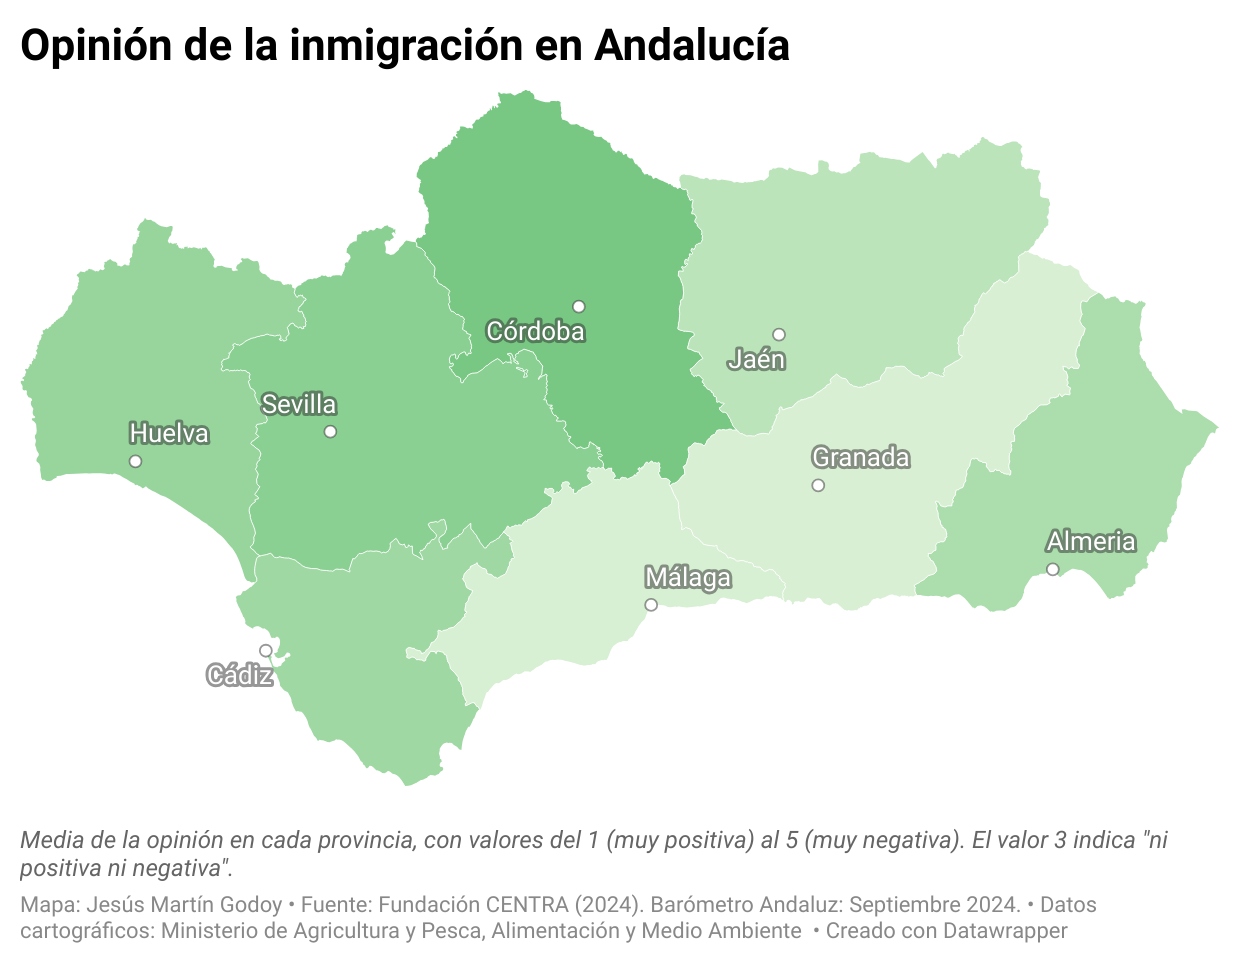 Opinión de la inmigración en Andalucía
Córdoba
Jaén
Sevilla
Huelva
Granada
Almeria
Málaga
Cádiz
Media de la opinión en cada provincia, con valores del 1 (muy positiva) al 5 (muy negativa). El valor 3 indica "ni
positiva ni negativa".
Mapa: Jesús Martín Godoy • Fuente: Fundación CENTRA (2024). Barómetro Andaluz: Septiembre 2024. • Datos
cartográficos: Ministerio de Agricultura y Pesca, Alimentación y Medio Ambiente • Creado con Datawrapper